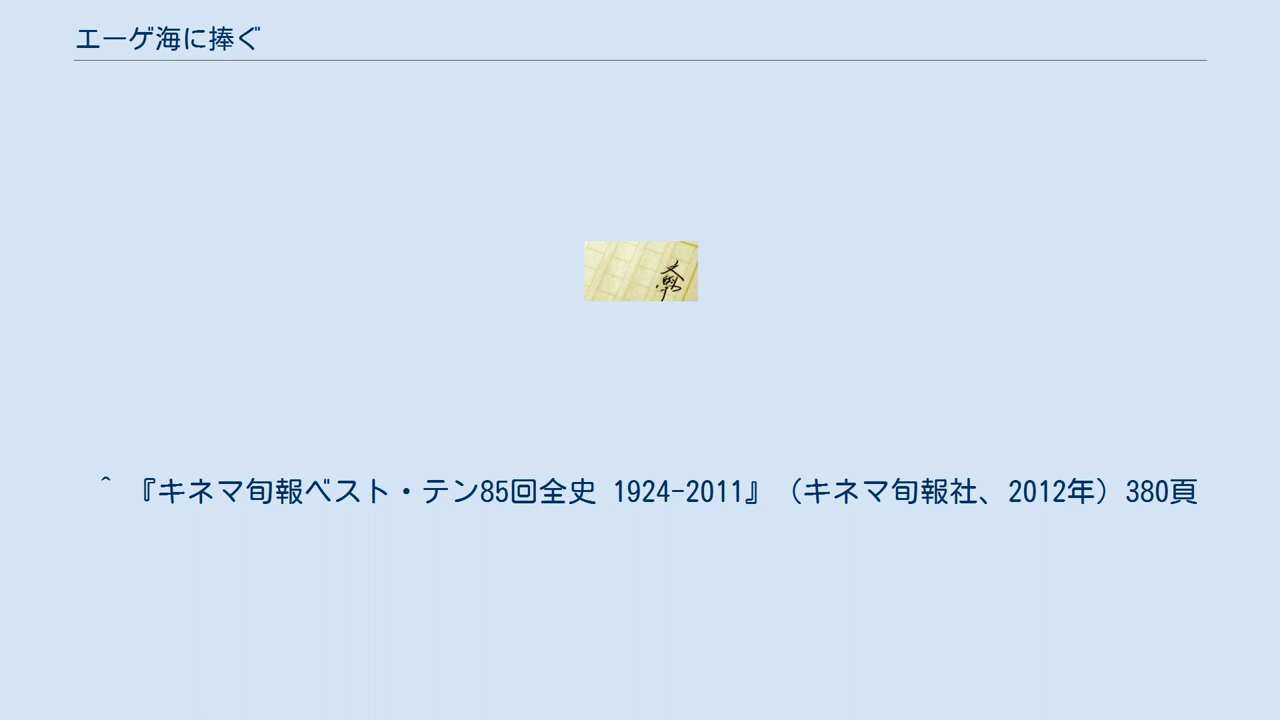 エーゲ海に捧ぐ
^ 『キネマ旬報ベスト・テン85回全史 1924-2011』（キネマ旬報社、2012年）380頁